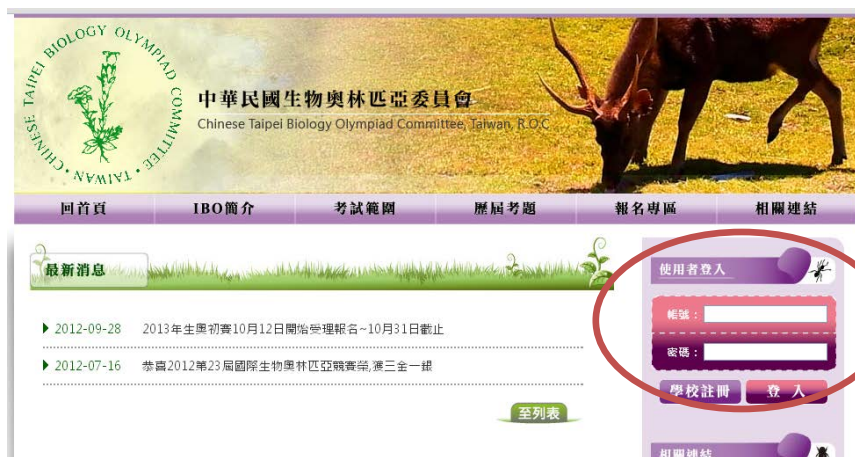 CHINESE TAIPEI BIOLOGY OLYMPIAD COMMITTEE. TAIWAN.
中華民國生物奧林匹亞委員會
Chinese Taipei Biology Olympiad Committee, Taiwan, R.O.C
回首頁 IBO簡介 考試範圍 歷屆考題 報名專區 相關連結
最新消息
2012-09-28 2013年生奧初賽10月12日開始受理報名~10月31日截止
2012-07-16 恭喜2012第23屆國際生物奧林匹亞競賽榮獲三金一銀
至列表
使用者登入
帳號：
密碼：
學校註冊 登 入
相關連結